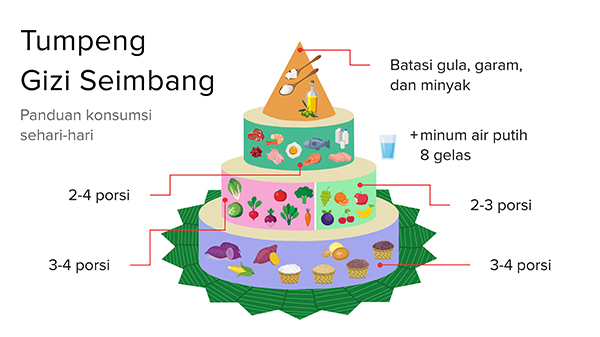 Tumpeng
Gizi Seimbang
Panduan konsumsi
sehari-hari
Batasi gula, garam,
dan minyak
+minum air putih
8 gelas
2-4 porsi
2-3 porsi
3-4 porsi
3-4 porsi